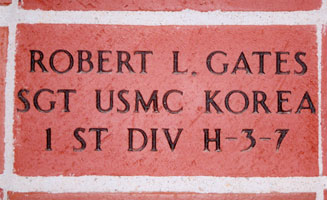 ROBERT L. GATES
SGT USMC KOREA
1 ST DIV H-3-7